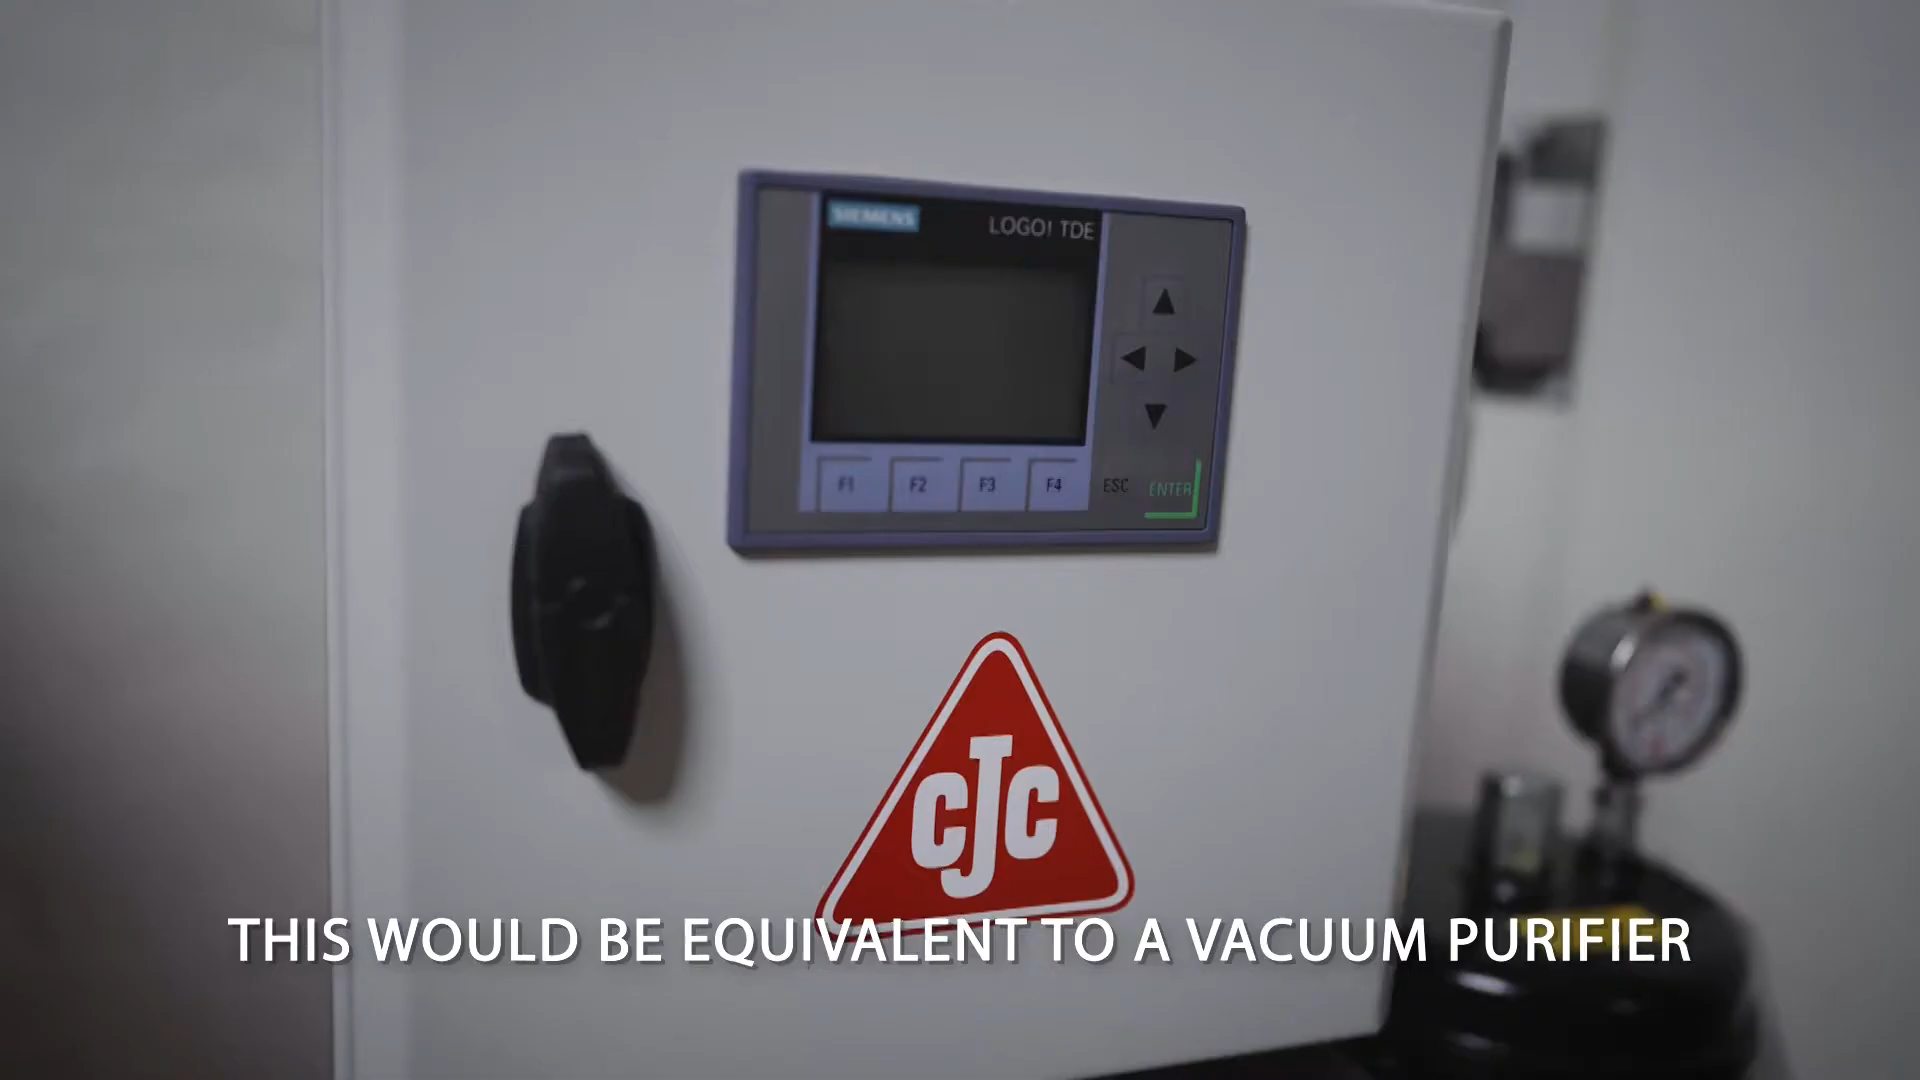 SIEMENS
LOGO! TDE
F1 F2 F3 F4 ESC ENTER
CJC
THIS WOULD BE EQUIVALENT TO A VACUUM PURIFIER